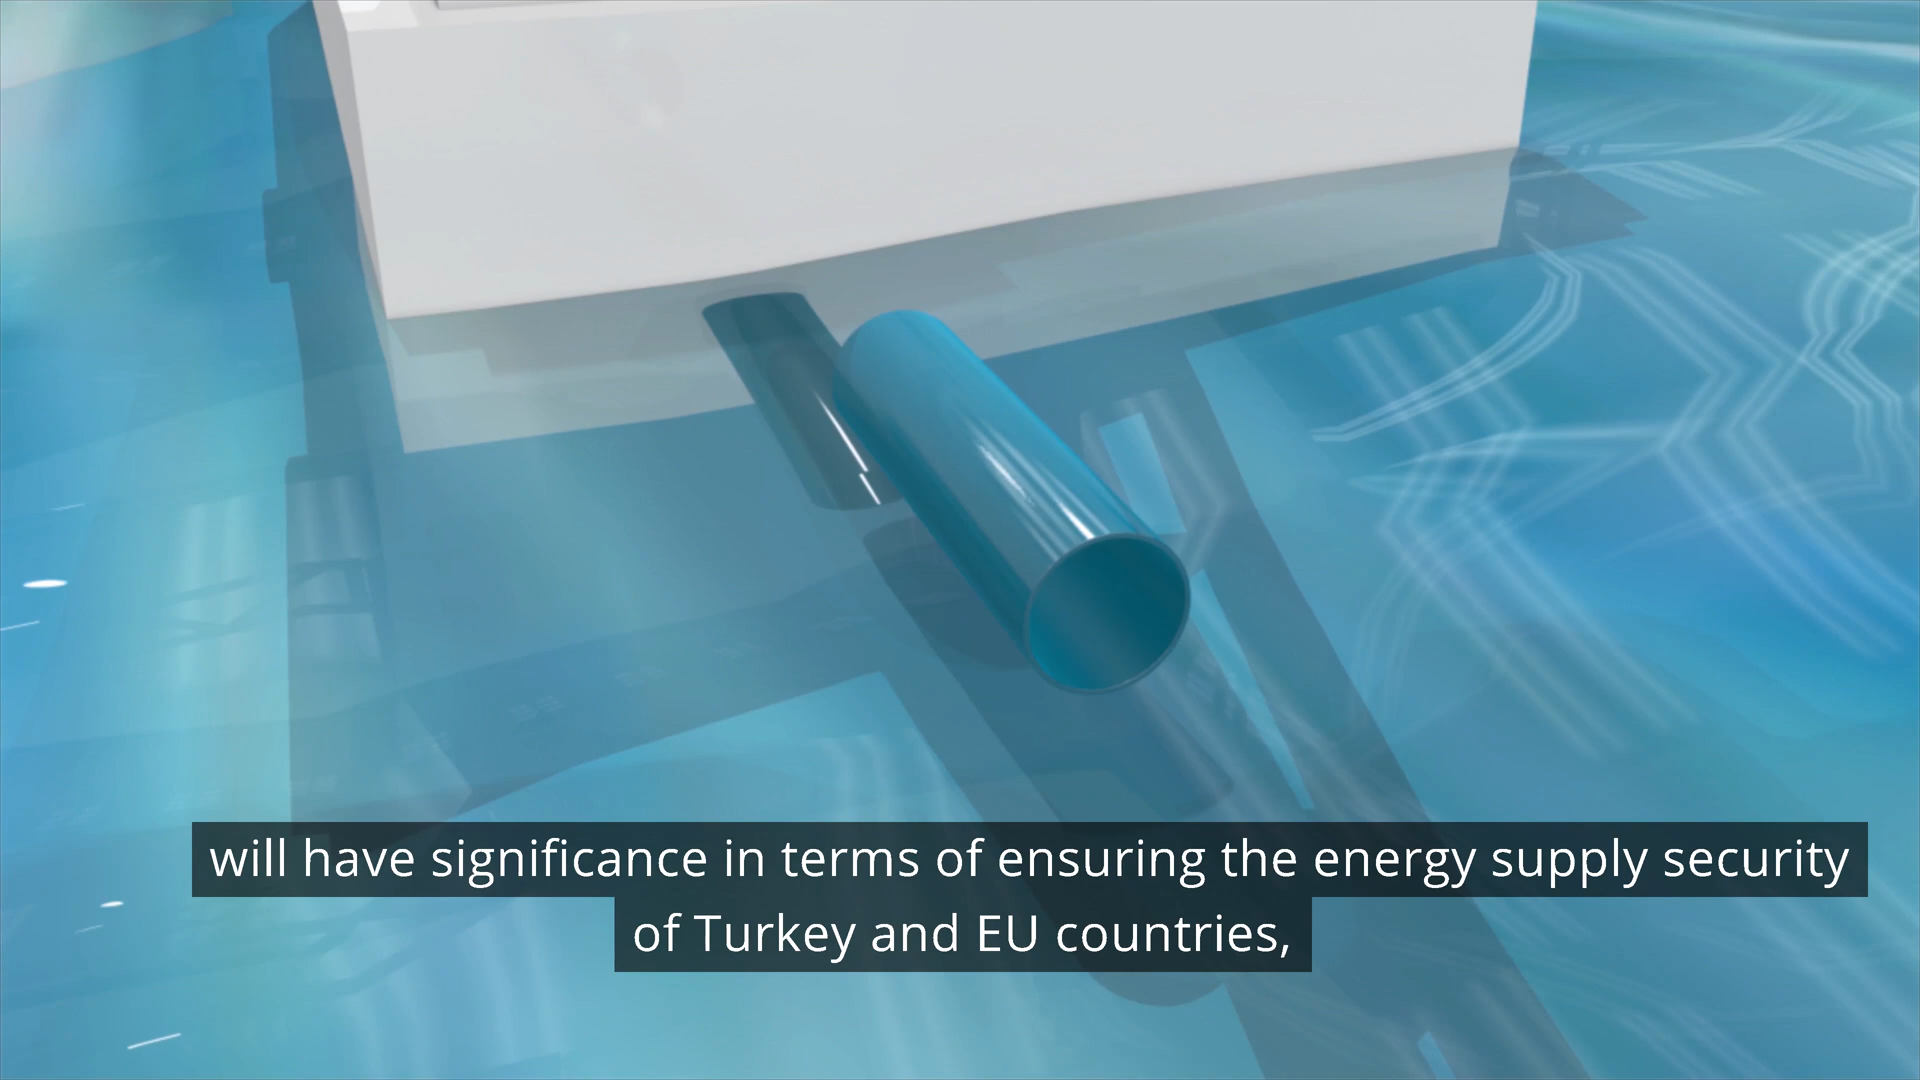 will have significance in terms of ensuring the energy supply security
of Turkey and EU countries,